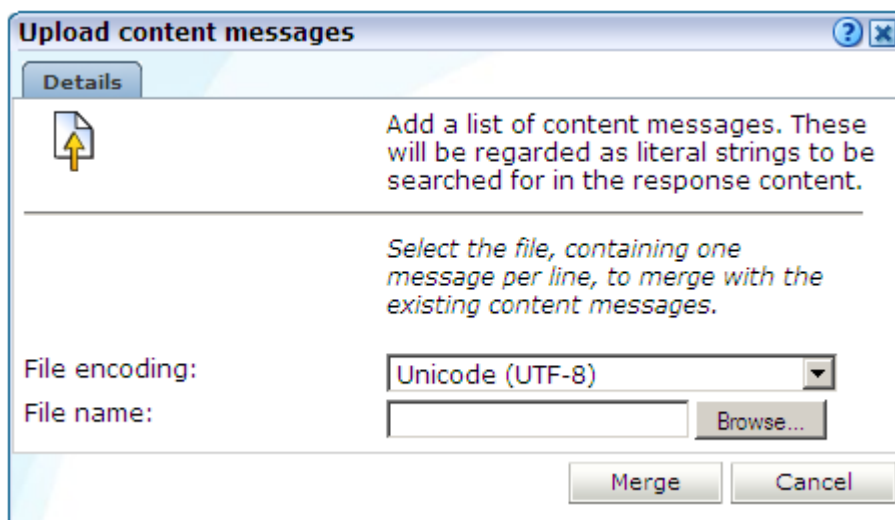 Upload content messages
?
Details
Add a list of content messages. These
will be regarded as literal strings to be
searched for in the response content.
Select the file, containing one
message per line, to merge with the
existing content messages.
File encoding: Unicode (UTF-8)
File name: Browse...
Merge Cancel